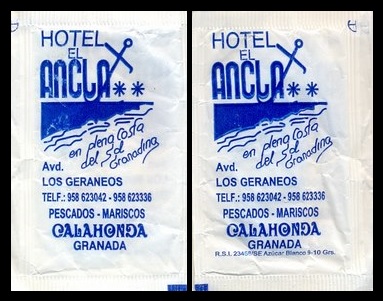 HOTEL
EL
ANCLA **
en plena Costa
del Sol
Granadina
Avd.
LOS GERANEOS
TELF.: 958 623042 - 958 623336
PESCADOS - MARISCOS
CALAHONDA
GRANADA
HOTEL
EL
ANCLA **
en plena Costa
del Sol
Granadina
Avd.
LOS GERANEOS
TELF.: 958 623042 - 958 623336
PESCADOS - MARISCOS
CALAHONDA
GRANADA
Azúcar Blanco 8-10 Grs.